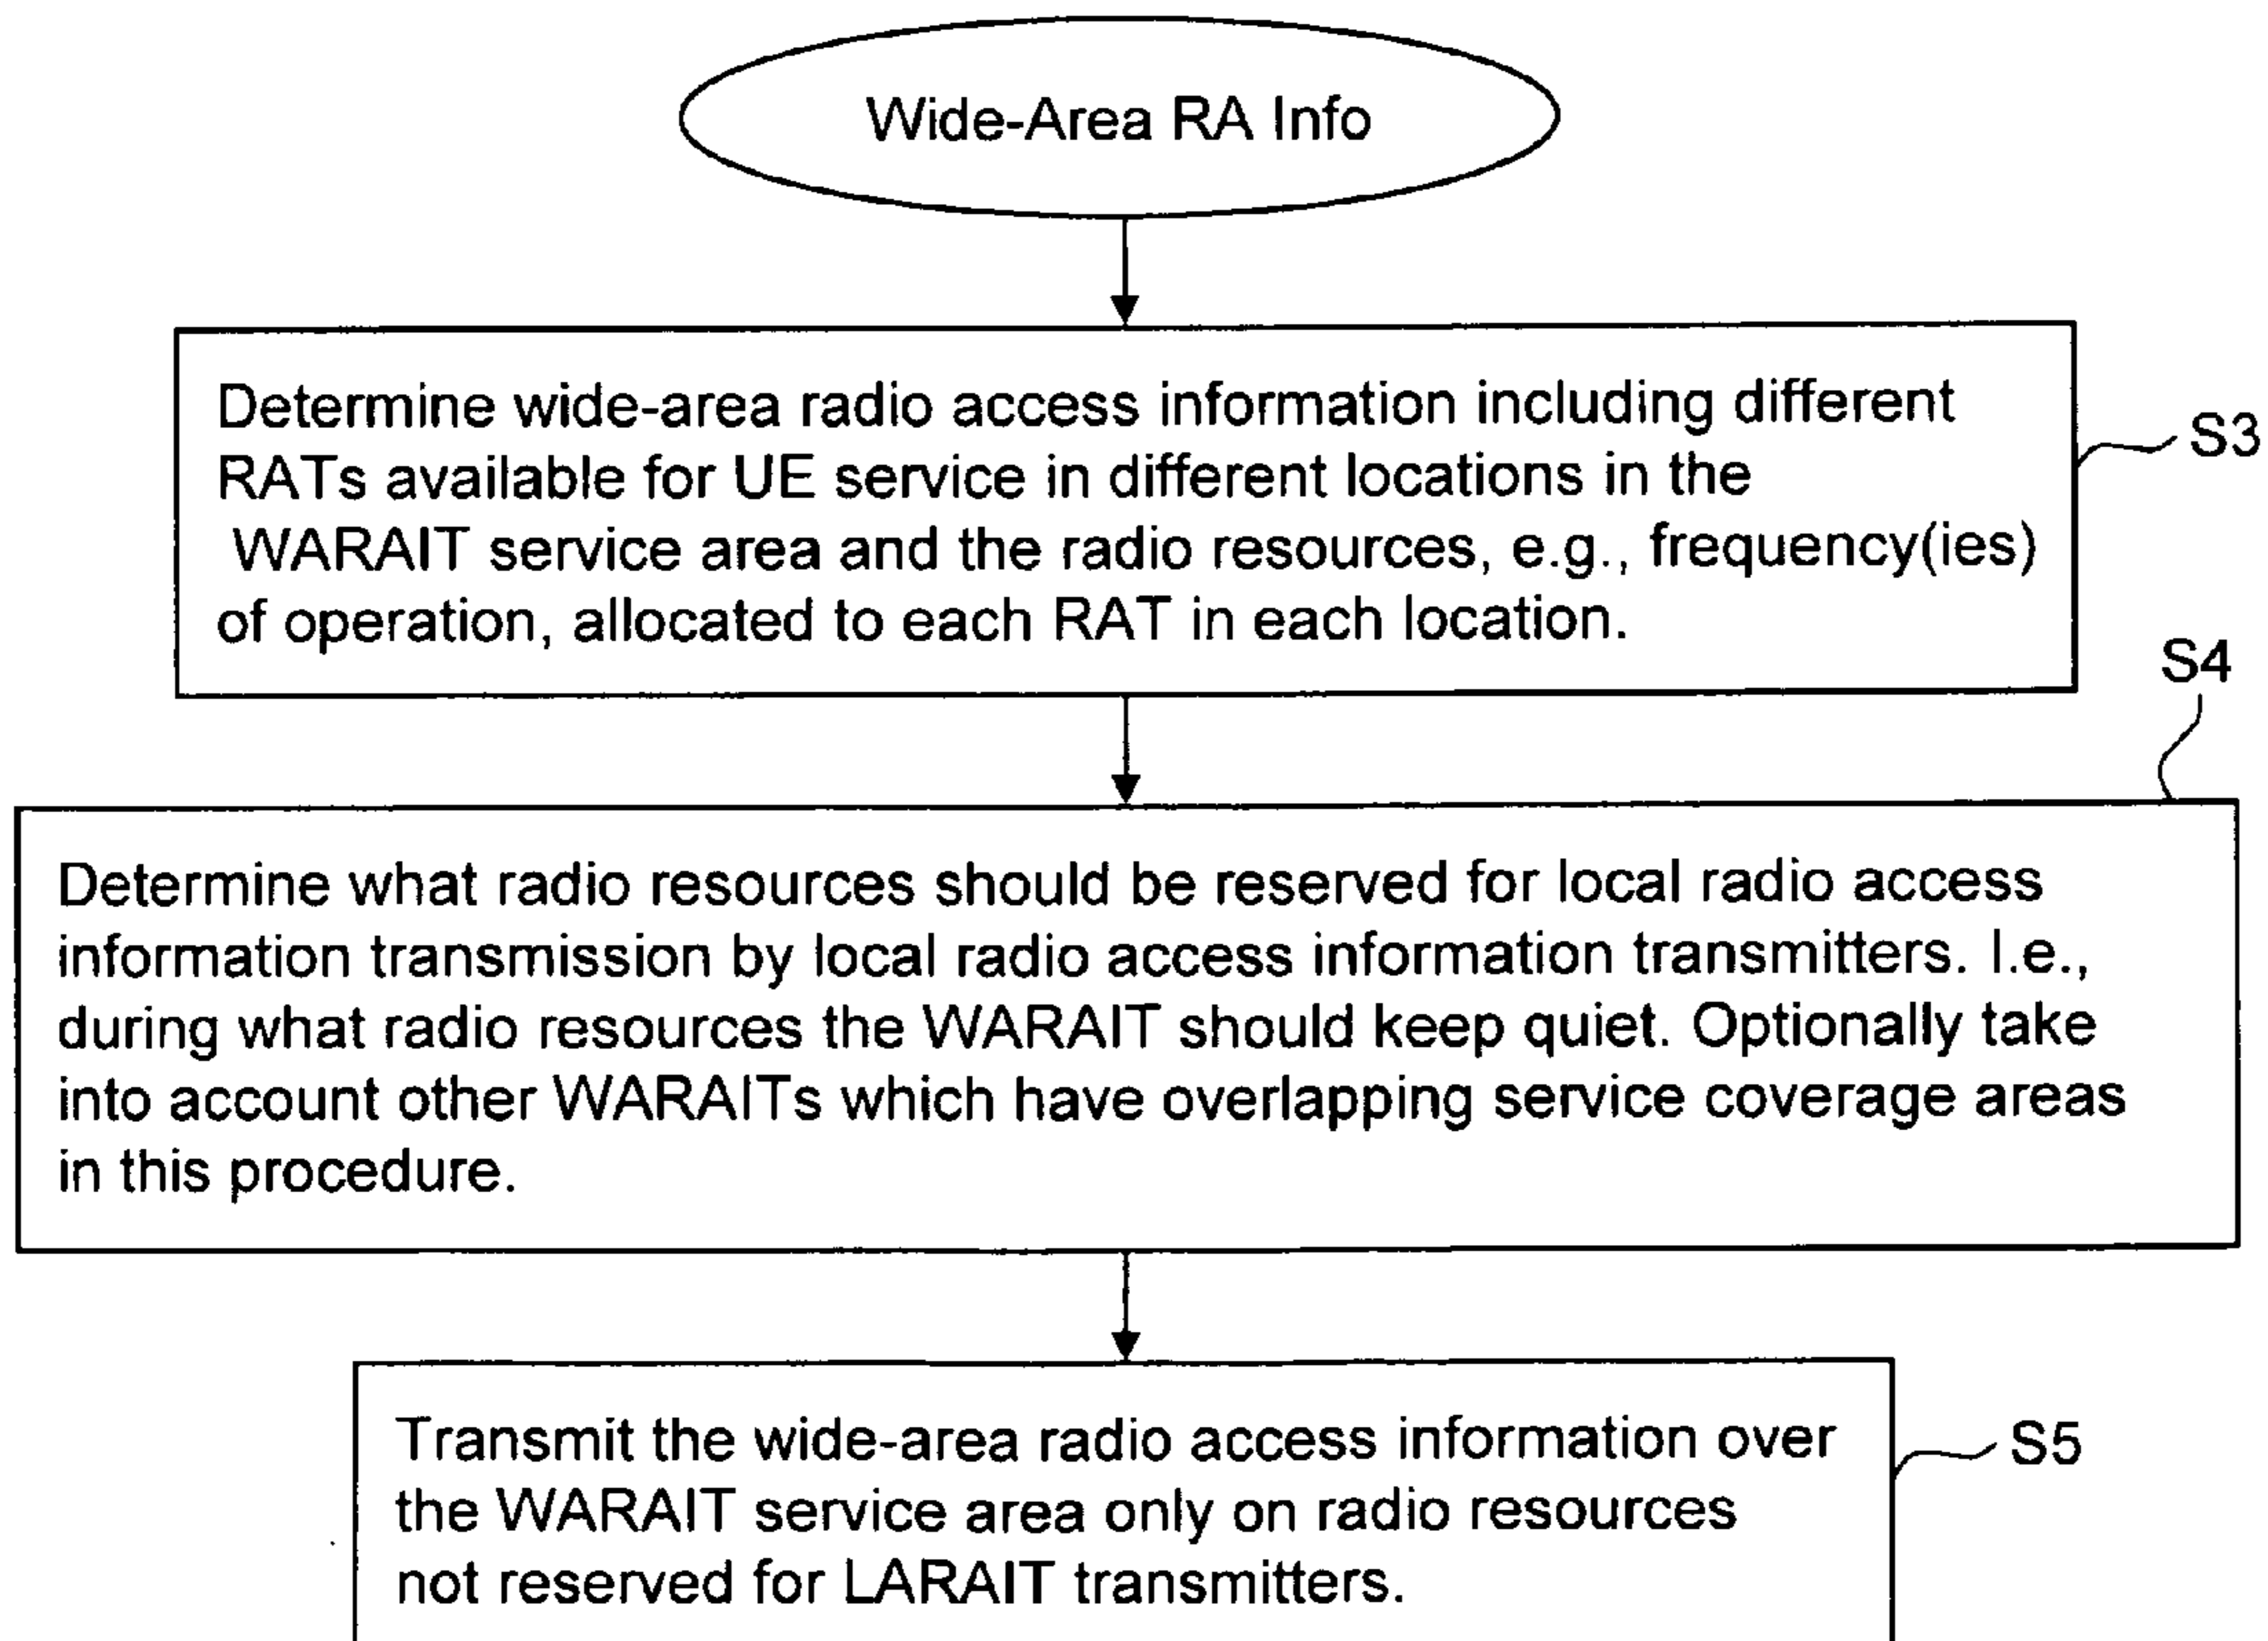 Wide-Area RA Info
Determine wide-area radio access information including different
RATs available for UE service in different locations in the
WARAIT service area and the radio resources, e.g., frequency(ies)
of operation, allocated to each RAT in each location.
S3
S4
Determine what radio resources should be reserved for local radio access
information transmission by local radio access information transmitters. I.e.,
during what radio resources the WARAIT should keep quiet. Optionally take
into account other WARAITs which have overlapping service coverage areas
in this procedure.
Transmit the wide-area radio access information over
the WARAIT service area only on radio resources
not reserved for LARAIT transmitters.
S5